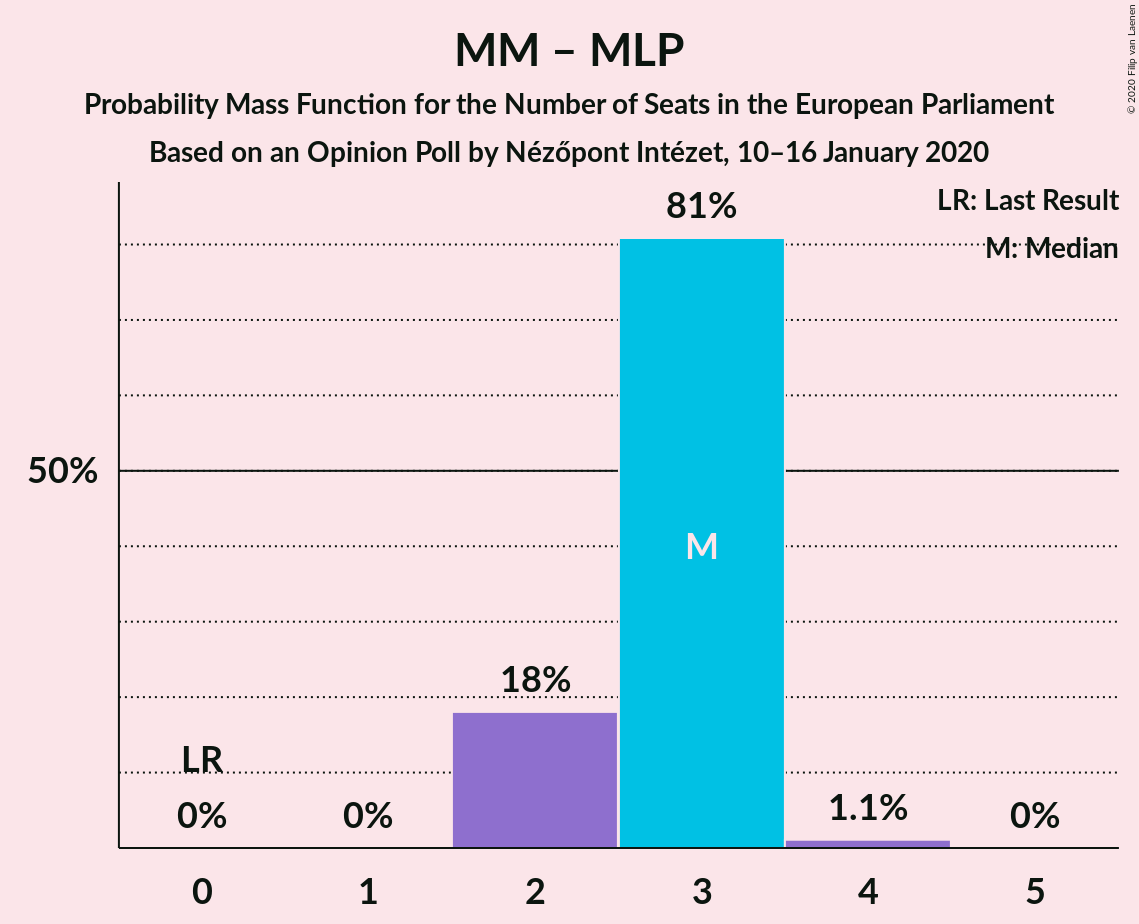 MM – MLP
Probability Mass Function for the Number of Seats in the European Parliament
Based on an Opinion Poll by Nézőpont Intézet, 10–16 January 2020
© 2020 Filip van Laenen
LR: Last Result
M: Median
81%
50%
M
18%
LR
0%
0%
1.1%
0%
0
1
2
3
4
5